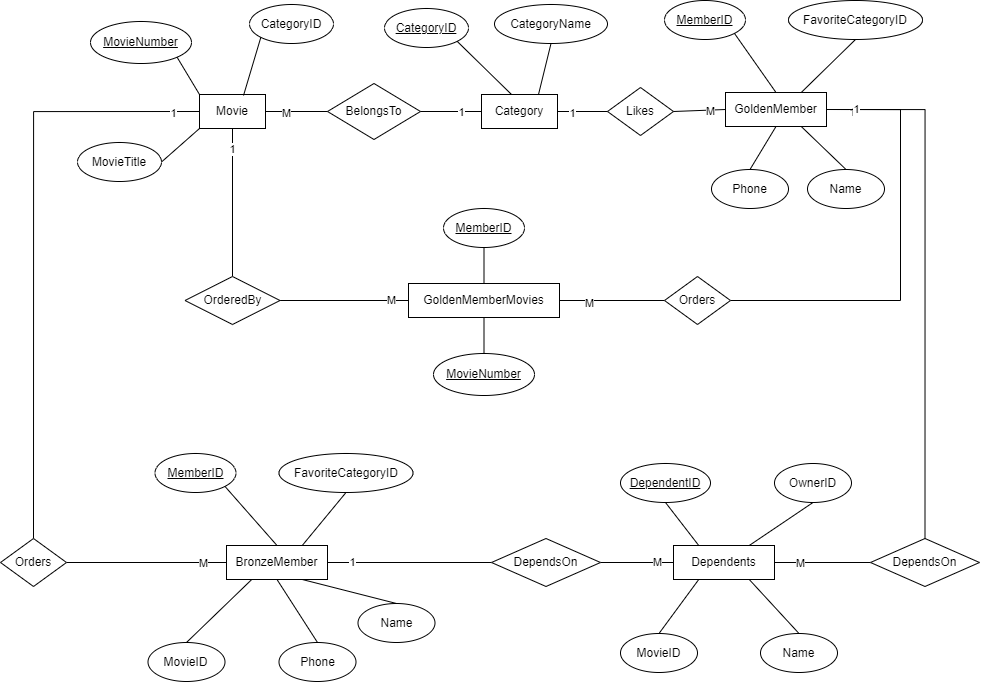 CategoryID
MovieNumber
CategoryID
CategoryName
MemberID
FavoriteCategoryID
1
Movie
M
BelongsTo
1
Category
1
Likes
M
GoldenMember
1
1
MovieTitle
1
Phone
Name
MemberID
OrderedBy
M
GoldenMemberMovies
M
Orders
MovieNumber
MemberID
FavoriteCategoryID
DependentID
OwnerID
Orders
M
BronzeMember
1
DependsOn
M
Dependents
M
DependsOn
Name
MovieID
Phone
MovieID
Name